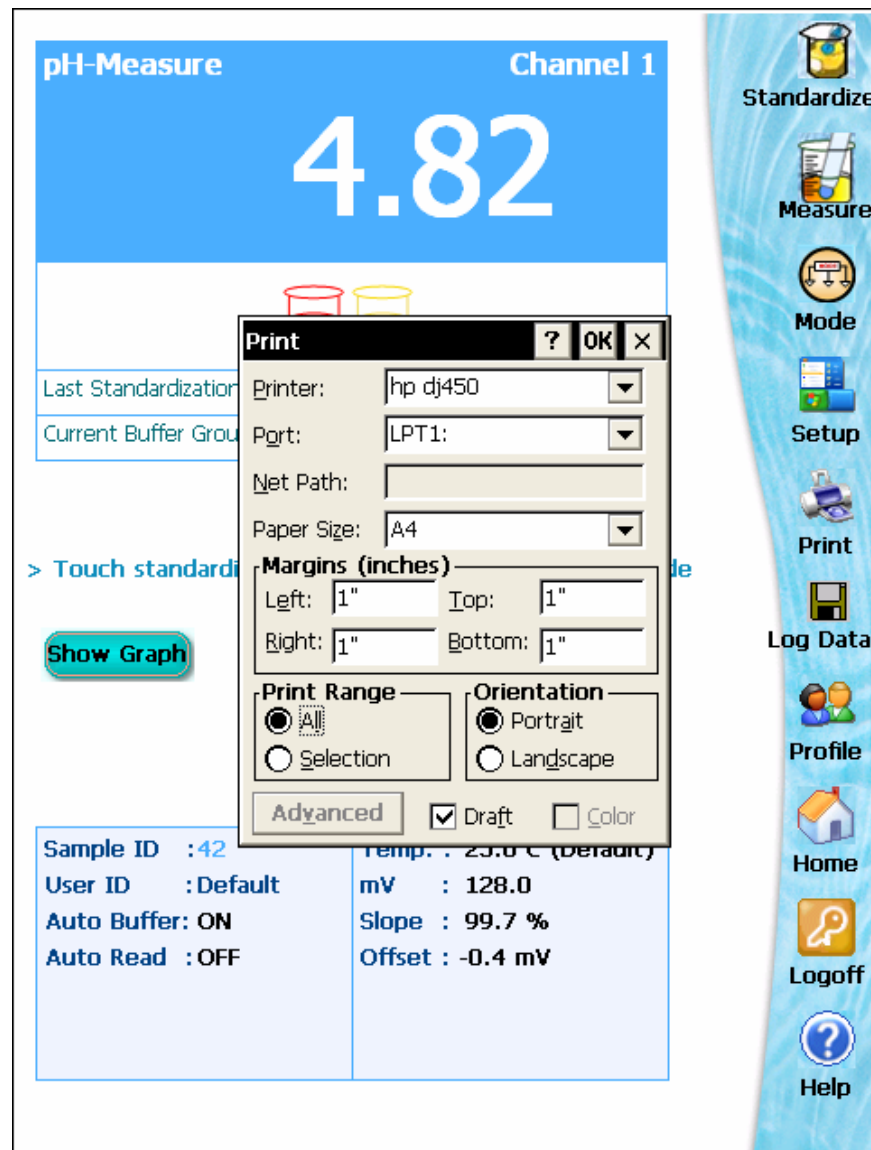 pH-Measure Channel 1
4.82
Last Standardization
Current Buffer
> Touch
Show Graph
Print ? OK ×
Printer: hp dj450
Port: LPT1:
Net Path:
Paper Size: A4
Margins (inches)
Left: 1" Top: 1"
Right: 1" Bottom: 1"
Print Range
All
Selection
Orientation
Portrait
Landscape
Advanced Draft Color
Sample ID :42
User ID :Default
Auto Buffer: ON
Auto Read :OFF
Temp. : 25.0 C (Default)
mV : 128.0
Slope : 99.7 %
Offset : -0.4 mV
Standardize
Measure
Mode
Setup
Print
Log Data
Profile
Home
Logoff
Help